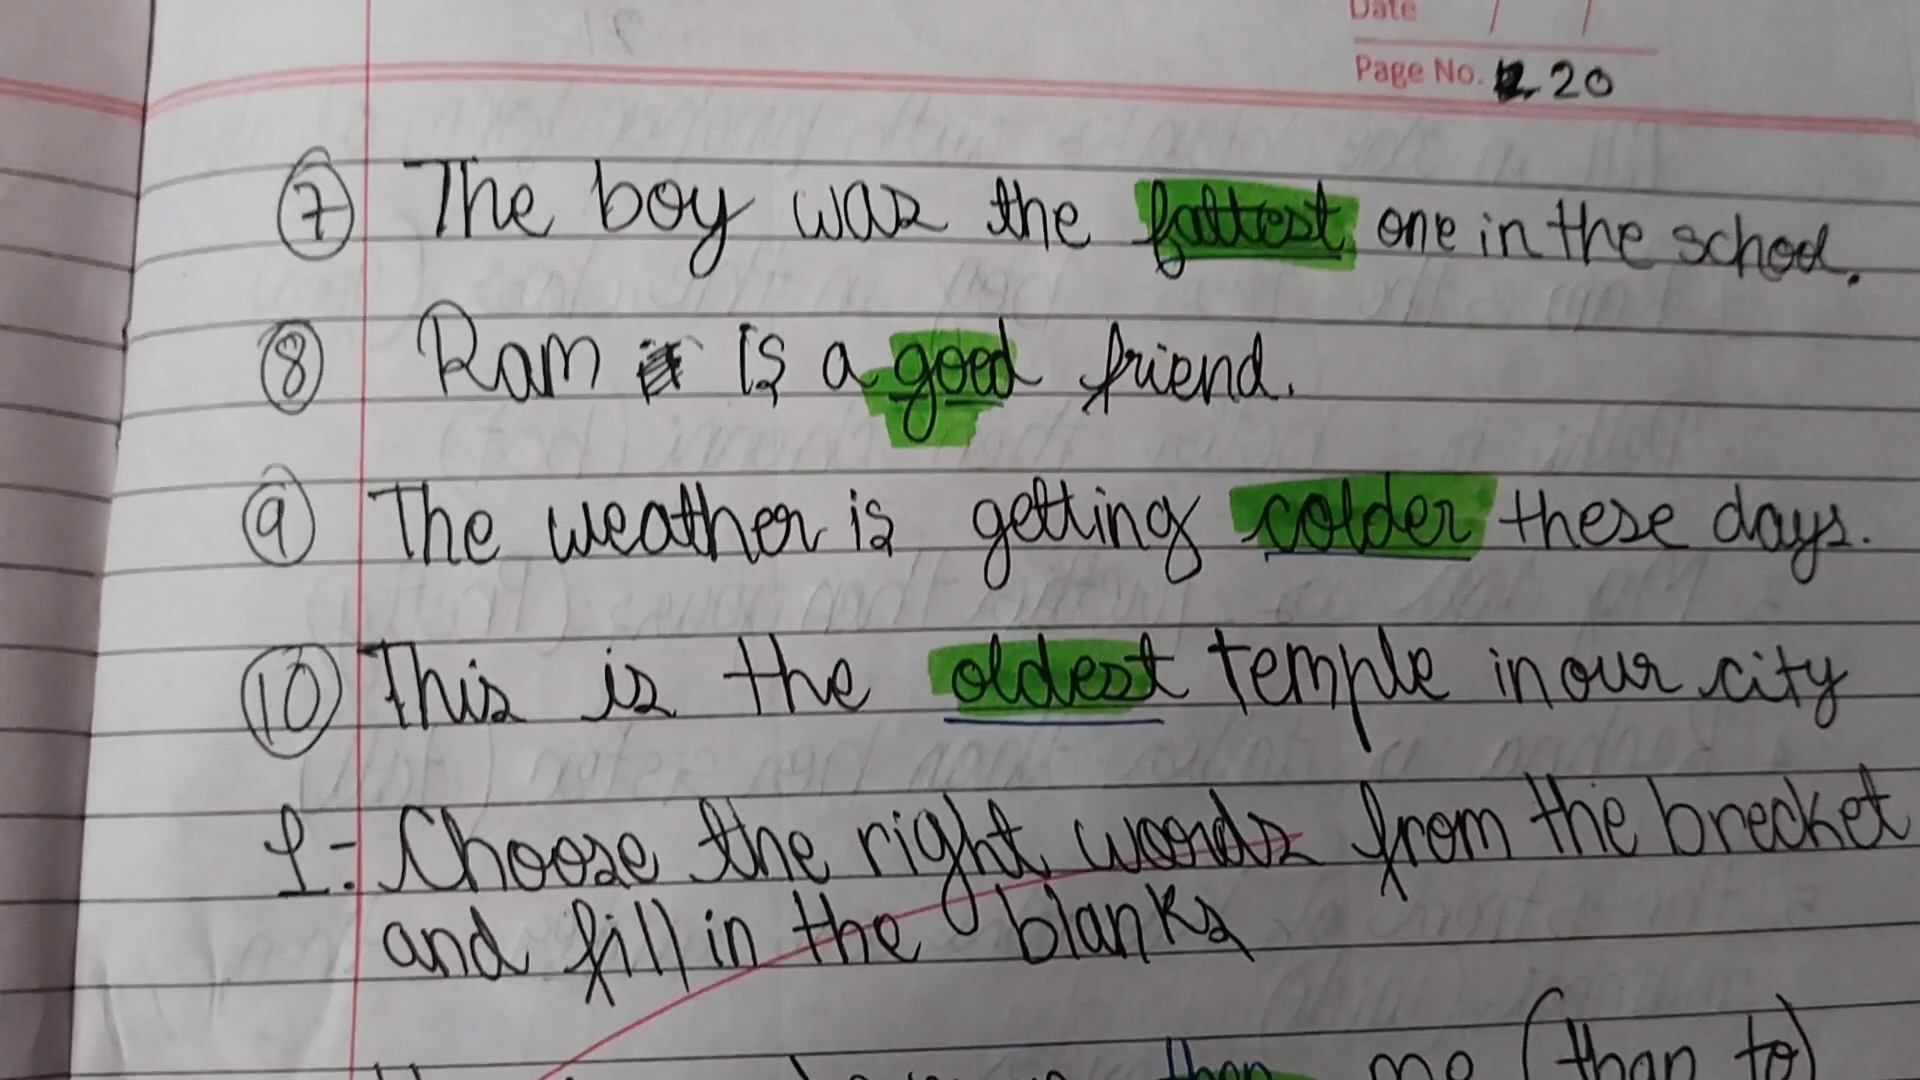 Date / /
Page No. 20
7 The boy was the fattest one in the school.
8 Ram is a good friend.
9 The weather is getting colder these days.
10 This is the oldest temple in our city
I:- Choose the right words from the brecket
and fill in the blanks
than me (than to)